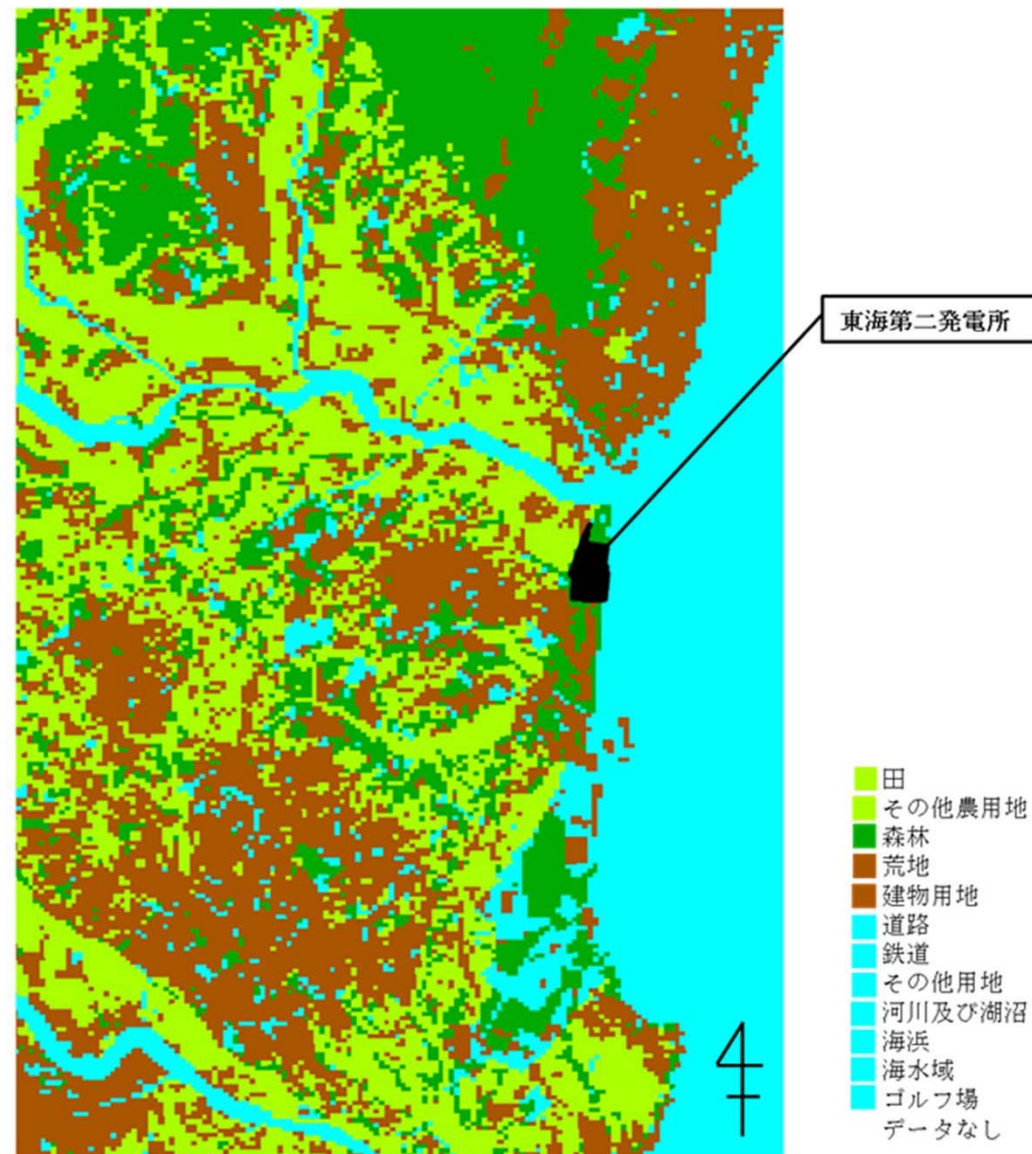 東海第二発電所
田
その他農用地
森林
荒地
建物用地
道路
鉄道
その他用地
河川及び湖沼
海浜
海水域
ゴルフ場
データなし